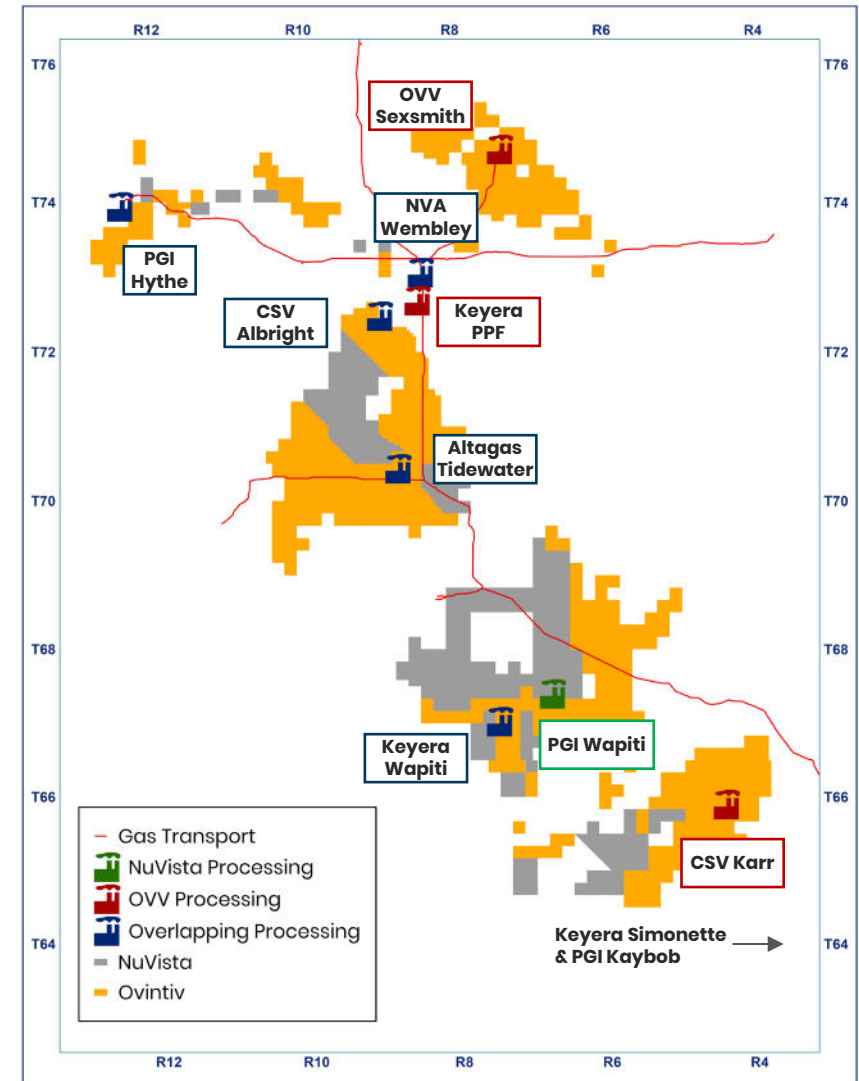 R12 R10 R8 R6 R4
T76 T76
OVV
Sexsmith
T74 T74
NVA
Wembley
PGI
Hythe
CSV
Albright
Keyera
PPF
T72 T72
Altagas
Tidewater
T70 T70
T68 T68
Keyera
Wapiti
PGI Wapiti
T66 T66
CSV Karr
Gas Transport
NuVista Processing
OVV Processing
Overlapping Processing
NuVista
Ovintiv
Keyera Simonette
& PGI Kaybob
T64 T64
R12 R10 R8 R6 R4